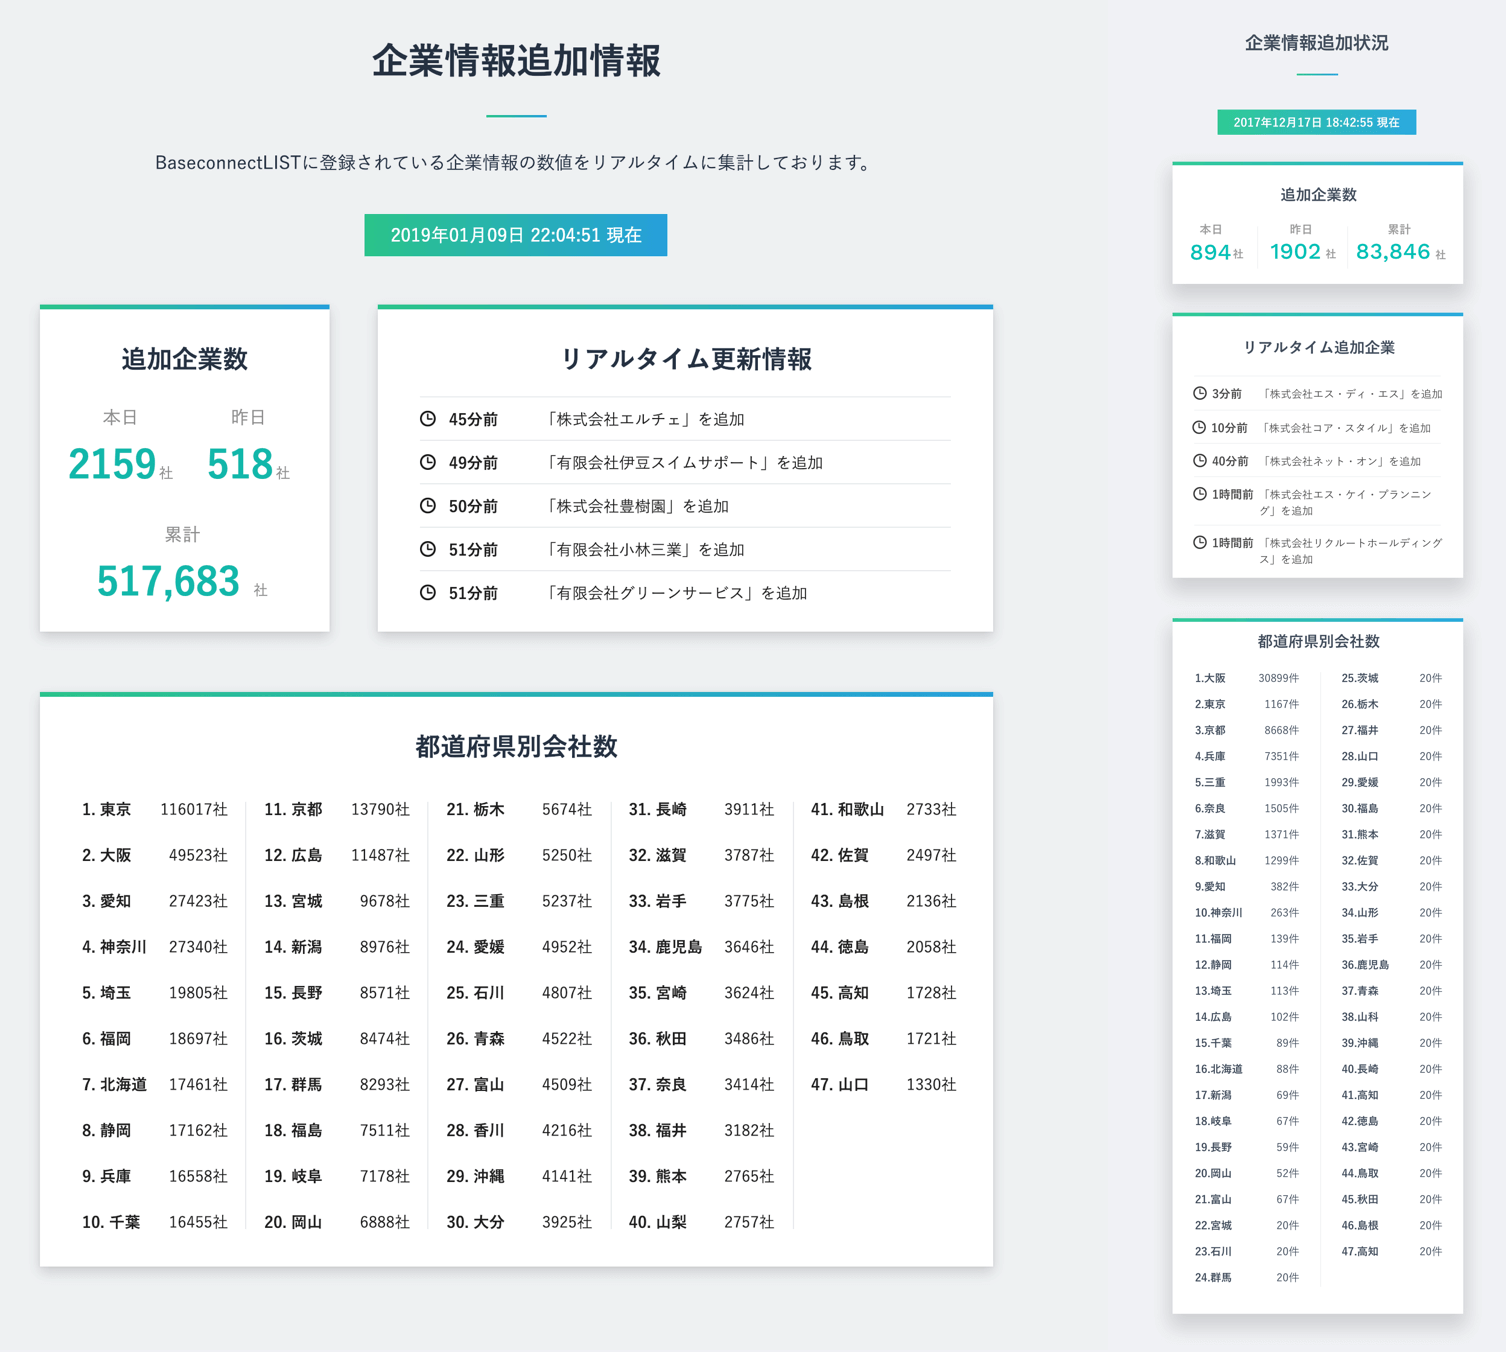 企業情報追加情報
BaseconnectLISTに登録されている企業情報の数値をリアルタイムに集計しております。
2019年01月09日 22:04:51 現在
追加企業数
本日 昨日
2159社 518社
累計
517,683 社
リアルタイム更新情報
45分前 「株式会社エルチェ」を追加
49分前 「有限会社伊豆スイムサポート」を追加
50分前 「株式会社豊樹園」を追加
51分前 「有限会社小林三業」を追加
51分前 「有限会社グリーンサービス」を追加
都道府県別会社数
1. 東京 116017社
2. 大阪 49523社
3. 愛知 27423社
4. 神奈川 27340社
5. 埼玉 19805社
6. 福岡 18697社
7. 北海道 17461社
8. 静岡 17162社
9. 兵庫 16558社
10. 千葉 16455社
11. 京都 13790社
12. 広島 11487社
13. 宮城 9678社
14. 新潟 8976社
15. 長野 8571社
16. 茨城 8474社
17. 群馬 8293社
18. 福島 7511社
19. 岐阜 7178社
20. 岡山 6888社
21. 栃木 5674社
22. 山形 5250社
23. 三重 5237社
24. 愛媛 4952社
25. 石川 4807社
26. 青森 4522社
27. 富山 4509社
28. 香川 4216社
29. 沖縄 4141社
30. 大分 3925社
31. 長崎 3911社
32. 滋賀 3787社
33. 岩手 3775社
34. 鹿児島 3646社
35. 宮崎 3624社
36. 秋田 3486社
37. 奈良 3414社
38. 福井 3182社
39. 熊本 2765社
40. 山梨 2757社
41. 和歌山 2733社
42. 佐賀 2497社
43. 島根 2136社
44. 徳島 2058社
45. 高知 1728社
46. 鳥取 1721社
47. 山口 1330社
企業情報追加状況
2017年12月17日 18:42:55 現在
追加企業数
本日 昨日 累計
894社 1902 社 83,846 社
リアルタイム追加企業
3分前 「株式会社エス・ディ・エス」を追加
10分前 「株式会社コア・スタイル」を追加
40分前 「株式会社ネット・オン」を追加
1時間前 「株式会社エス・ケイ・プランニン
グ」を追加
1時間前 「株式会社リクルートホールディング
ス」を追加
都道府県別会社数
1.大阪 30899件
2.東京 1167件
3.京都 8668件
4.兵庫 7351件
5.三重 1993件
6.奈良 1505件
7.滋賀 1371件
8.和歌山 1299件
9.愛知 382件
10.神奈川 263件
11.福岡 139件
12.静岡 114件
13.埼玉 113件
14.広島 102件
15.千葉 89件
16.北海道 88件
17.新潟 69件
18.岐阜 67件
19.長野 59件
20.岡山 52件
21.富山 67件
22.宮城 20件
23.石川 20件
24.群馬 20件
25.茨城 20件
26.栃木 20件
27.福井 20件
28.山口 20件
29.愛媛 20件
30.福島 20件
31.熊本 20件
32.佐賀 20件
33.大分 20件
34.山形 20件
35.岩手 20件
36.鹿児島 20件
37.青森 20件
38.山科 20件
39.沖縄 20件
40.長崎 20件
41.高知 20件
42.徳島 20件
43.宮崎 20件
44.鳥取 20件
45.秋田 20件
46.島根 20件
47.高知 20件